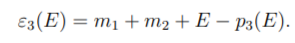 ε₃(E) = m₁ + m₂ + E − p₃(E).